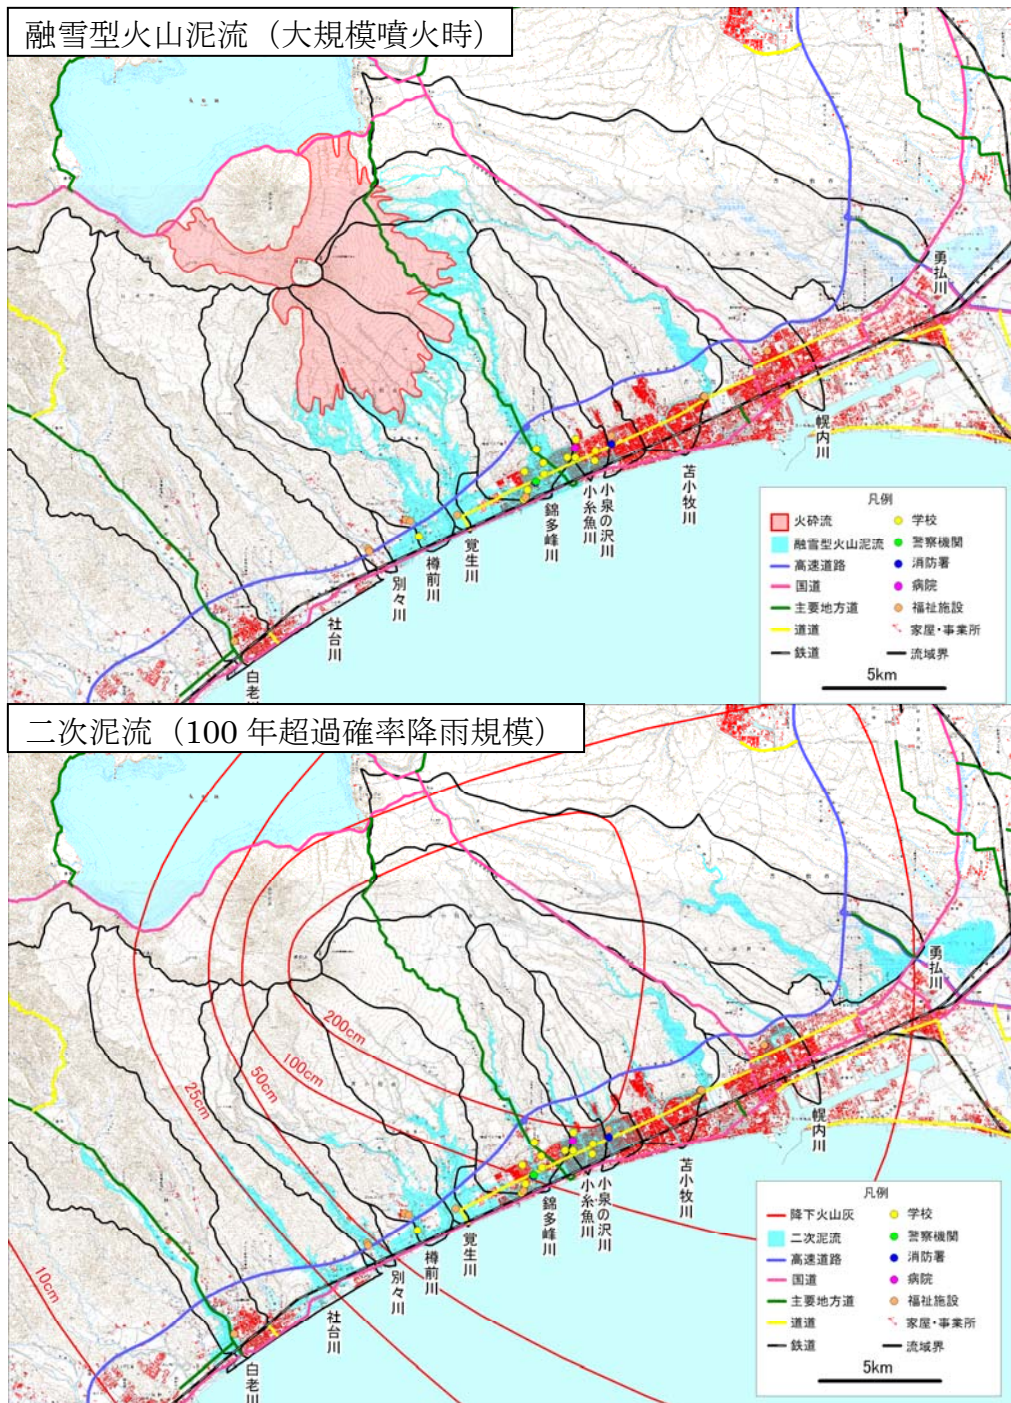 融雪型火山泥流（大規模噴火時）
勇払川
幌内川
苫小牧川
小泉の沢川
小糸魚川
錦多峰川
覚生川
樽前川
別々川
社台川
白老
凡例
火砕流
融雪型火山泥流
高速道路
国道
主要地方道
道道
鉄道
学校
警察機関
消防署
病院
福祉施設
家屋・事業所
流域界
5km
二次泥流（100 年超過確率降雨規模）
200cm
100cm
50cm
25cm
10cm
勇払川
幌内川
苫小牧川
小泉の沢川
小糸魚川
錦多峰川
覚生川
樽前川
別々川
社台川
白老川
凡例
降下火山灰
二次泥流
高速道路
国道
主要地方道
道道
鉄道
学校
警察機関
消防署
病院
福祉施設
家屋・事業所
流域界
5km